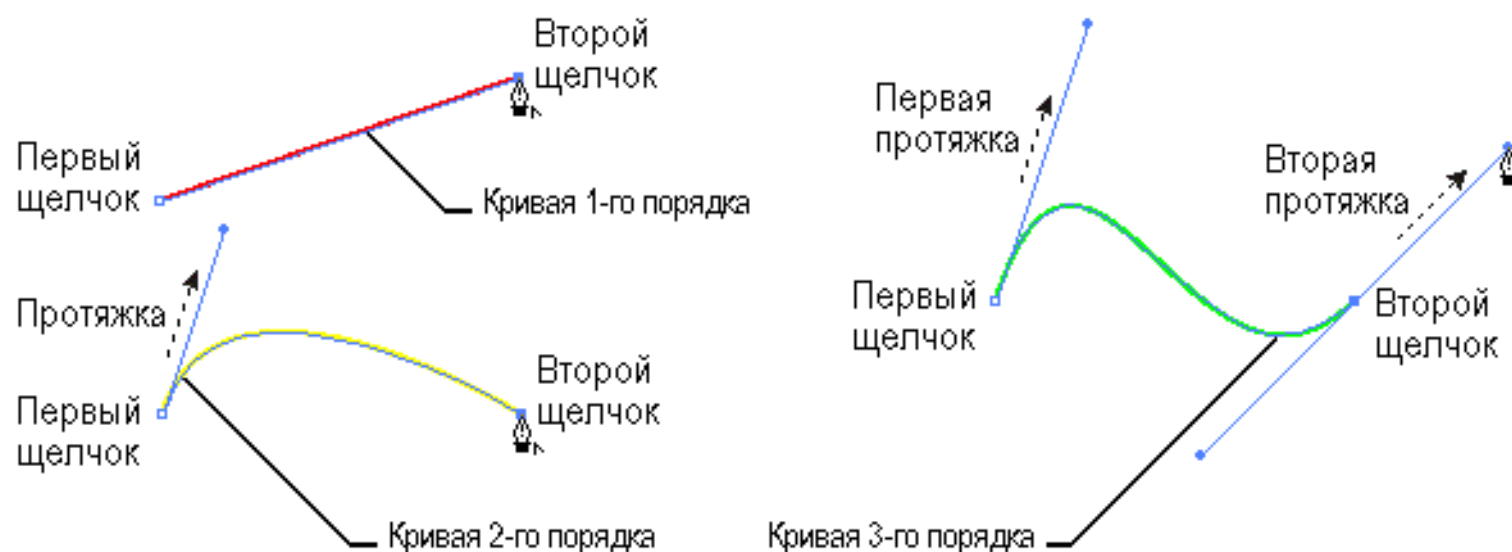 Второй
щелчок
Первый
щелчок
Кривая 1-го порядка
Протяжка
Первый
щелчок
Второй
щелчок
Кривая 2-го порядка
Первая
протяжка
Вторая
протяжка
Первый
щелчок
Второй
щелчок
Кривая 3-го порядка